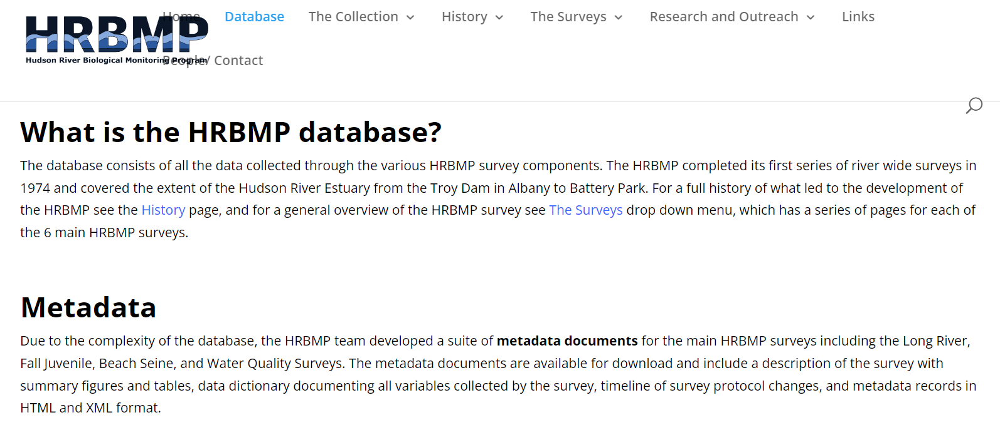 HRBMP
Hudson River Biological Monitoring Program
Home Database The Collection History The Surveys Research and Outreach Links
People/ Contact
What is the HRBMP database?
The database consists of all the data collected through the various HRBMP survey components. The HRBMP completed its first series of river wide surveys in
1974 and covered the extent of the Hudson River Estuary from the Troy Dam in Albany to Battery Park. For a full history of what led to the development of
the HRBMP see the History page, and for a general overview of the HRBMP survey see The Surveys drop down menu, which has a series of pages for each of
the 6 main HRBMP surveys.
Metadata
Due to the complexity of the database, the HRBMP team developed a suite of metadata documents for the main HRBMP surveys including the Long River,
Fall Juvenile, Beach Seine, and Water Quality Surveys. The metadata documents are available for download and include a description of the survey with
summary figures and tables, data dictionary documenting all variables collected by the survey, timeline of survey protocol changes, and metadata records in
HTML and XML format.